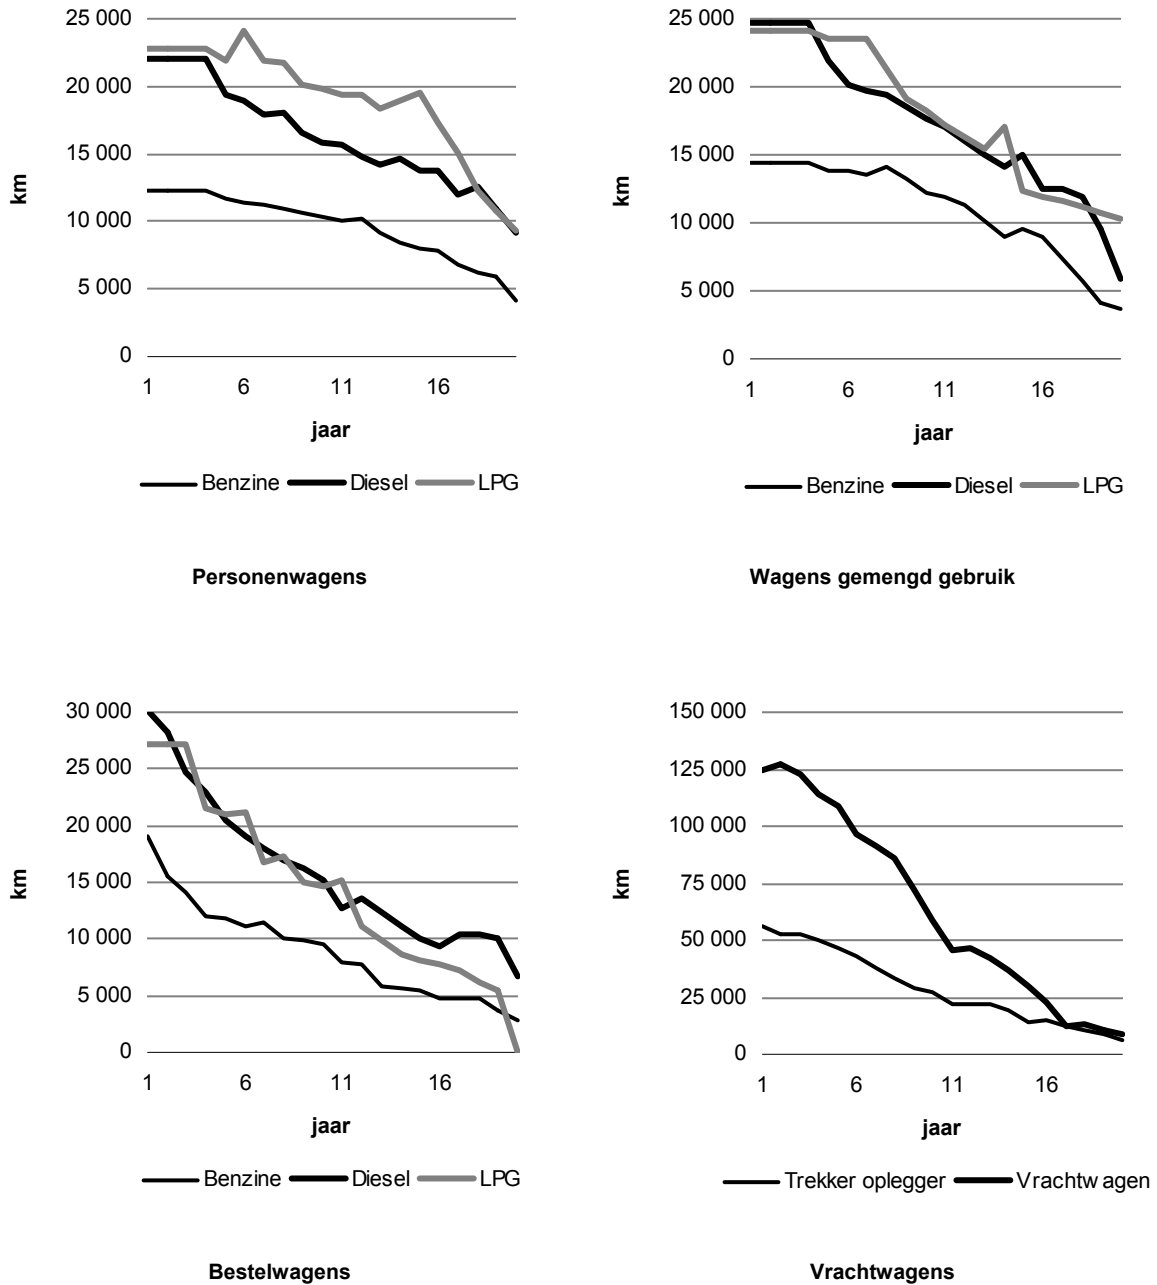 25 000
20 000
15 000
10 000
5 000
0
km
1 6 11 16
jaar
Benzine Diesel LPG
Personenwagens
25 000
20 000
15 000
10 000
5 000
0
km
1 6 11 16
jaar
Benzine Diesel LPG
Wagens gemengd gebruik
30 000
25 000
20 000
15 000
10 000
5 000
0
km
1 6 11 16
jaar
Benzine Diesel LPG
Bestelwagens
150 000
125 000
100 000
75 000
50 000
25 000
0
km
1 6 11 16
jaar
Trekker oplegger Vrachtwagen
Vrachtwagens